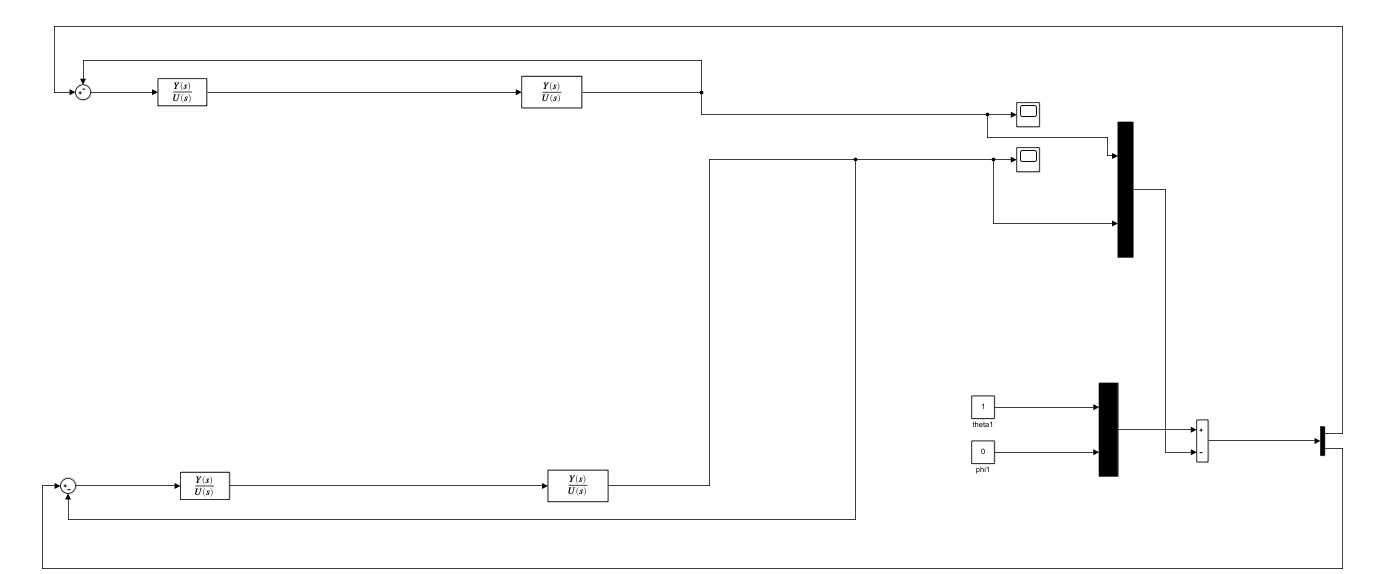 Y(s)
U(s)
Y(s)
U(s)
+ −
1
theta1
0
phi1
+
−
+ −
Y(s)
U(s)
Y(s)
U(s)